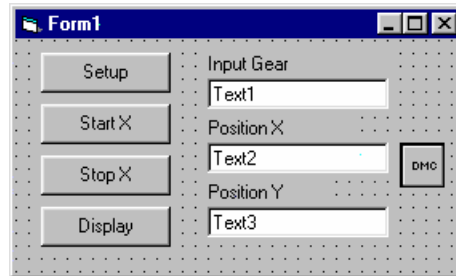 Form1
Setup
Start X
Stop X
Display
Input Gear
Text1
Position X
Text2
Position Y
Text3
DMC